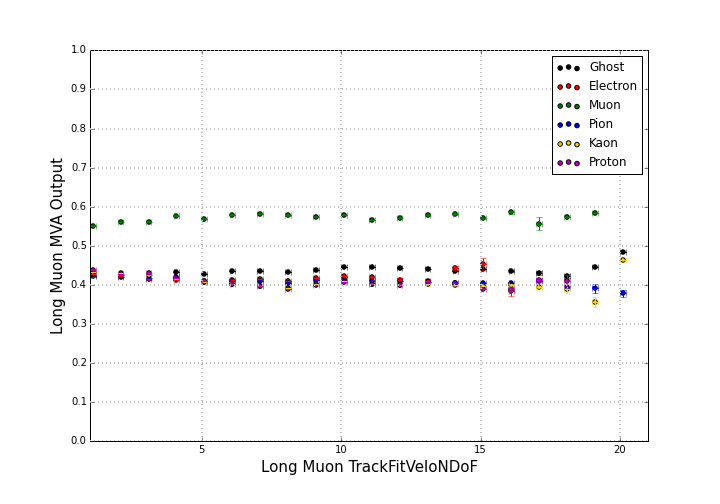 1.0
0.9
0.8
0.7
0.6
0.5
0.4
0.3
0.2
0.1
0.0
Long Muon MVA Output
Ghost
Electron
Muon
Pion
Kaon
Proton
5
10
15
20
Long Muon TrackFitVeloNDoF